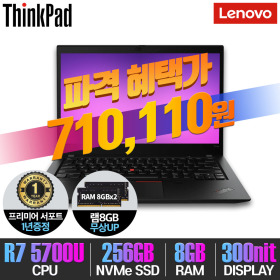 ThinkPad
Lenovo
파격 혜택가
710,110원
1
YEAR
프리미어 서포트
1년증정
RAM 8GBx2
램8GB
무상UP
R7 5700U
CPU
256GB
NVMe SSD
8GB
RAM
300nit
DISPLAY